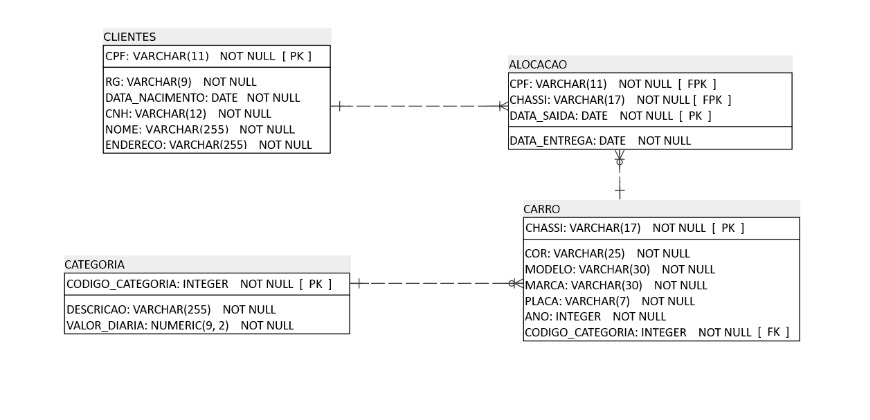 CLIENTES
CPF: VARCHAR(11) NOT NULL [ PK ]
RG: VARCHAR(9) NOT NULL
DATA_NACIMENTO: DATE NOT NULL
CNH: VARCHAR(12) NOT NULL
NOME: VARCHAR(255) NOT NULL
ENDERECO: VARCHAR(255) NOT NULL
ALOCACAO
CPF: VARCHAR(11) NOT NULL [ FPK ]
CHASSI: VARCHAR(17) NOT NULL [ FPK ]
DATA_SAIDA: DATE NOT NULL [ PK ]
DATA_ENTREGA: DATE NOT NULL
CATEGORIA
CODIGO_CATEGORIA: INTEGER NOT NULL [ PK ]
DESCRICAO: VARCHAR(255) NOT NULL
VALOR_DIARIA: NUMERIC(9, 2) NOT NULL
CARRO
CHASSI: VARCHAR(17) NOT NULL [ PK ]
COR: VARCHAR(25) NOT NULL
MODELO: VARCHAR(30) NOT NULL
MARCA: VARCHAR(30) NOT NULL
PLACA: VARCHAR(7) NOT NULL
ANO: INTEGER NOT NULL
CODIGO_CATEGORIA: INTEGER NOT NULL [ FK ]